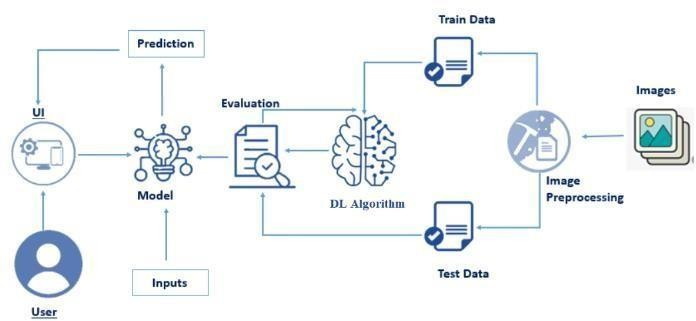 Train Data
Prediction
Images
Evaluation
UI
Model
DL Algorithm
Image
Preprocessing
Inputs
Test Data
User